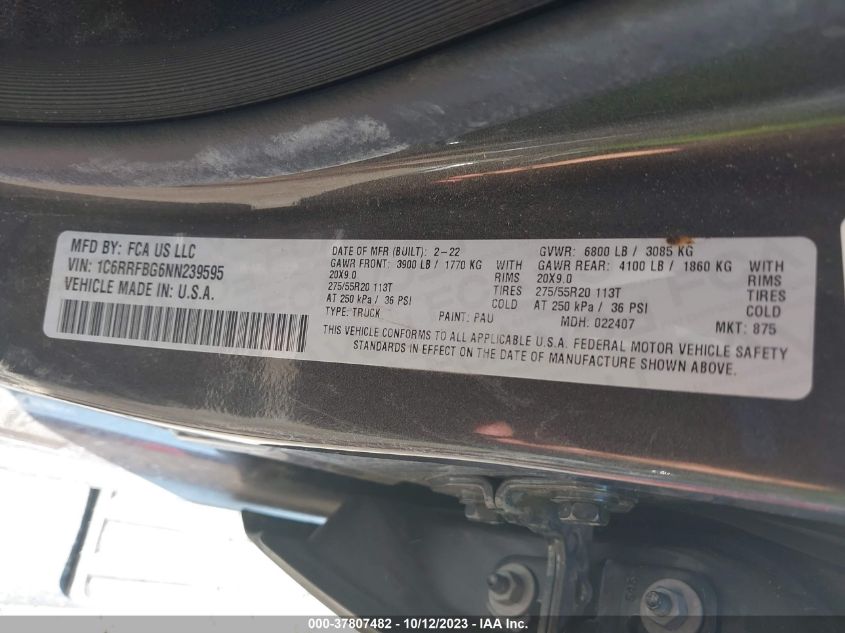 MFD BY: FCA US LLC
VIN: 1C6RRFBG6NN239595
VEHICLE MADE IN: U.S.A.
DATE OF MFR (BUILT): 2-22
GVWR: 6800 LB / 3085 KG
GAWR FRONT: 3900 LB / 1770 KG WITH
GAWR REAR: 4100 LB / 1860 KG WITH
20X9.0 RIMS
20X9.0 RIMS
275/55R20 113T TIRES
275/55R20 113T TIRES
AT 250 kPa / 36 PSI COLD
AT 250 kPa / 36 PSI COLD
TYPE: TRUCK PAINT: PAU MDH: 022407 MKT: 875
THIS VEHICLE CONFORMS TO ALL APPLICABLE U.S.A. FEDERAL MOTOR VEHICLE SAFETY
STANDARDS IN EFFECT ON THE DATE OF MANUFACTURE SHOWN ABOVE.
000-37807482 - 10/12/2023 - IAAI.com